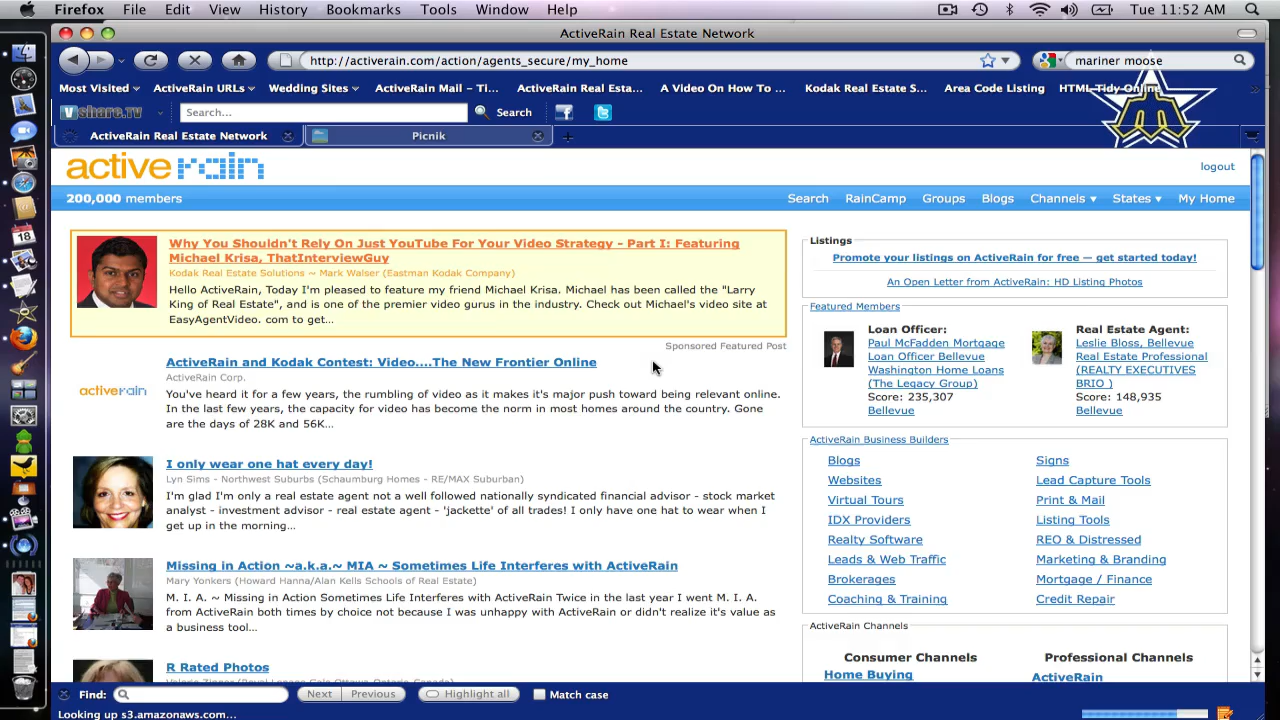 Firefox File Edit View History Bookmarks Tools Window Help Tue 11:52 AM
ActiveRain Real Estate Network
http://activerain.com/action/agents_secure/my_home mariner moose
Most Visited ActiveRain URLs Wedding Sites ActiveRain Mail – Ti... ActiveRain Real Esta... A Video On How To ... Kodak Real Estate S... Area Code Listing HTML Tidy Online
vshare.tv Search... Search
ActiveRain Real Estate Network Picnik
18
active rain logout
200,000 members Search RainCamp Groups Blogs Channels States My Home
Why You Shouldn't Rely On Just YouTube For Your Video Strategy - Part I: Featuring
Michael Krisa, ThatInterviewGuy
Kodak Real Estate Solutions ~ Mark Walser (Eastman Kodak Company)
Hello ActiveRain, Today I'm pleased to feature my friend Michael Krisa. Michael has been called the "Larry
King of Real Estate", and is one of the premier video gurus in the industry. Check out Michael's video site at
EasyAgentVideo. com to get...
Sponsored Featured Post
ActiveRain and Kodak Contest: Video....The New Frontier Online
ActiveRain Corp.
activerain
You've heard it for a few years, the rumbling of video as it makes it's major push toward being relevant online.
In the last few years, the capacity for video has become the norm in most homes around the country. Gone
are the days of 28K and 56K...
I only wear one hat every day!
Lyn Sims - Northwest Suburbs (Schaumburg Homes - RE/MAX Suburban)
I'm glad I'm only a real estate agent not a well followed nationally syndicated financial advisor - stock market
analyst - investment advisor - real estate agent - 'jackette' of all trades! I only have one hat to wear when I
get up in the morning...
Missing in Action ~a.k.a.~ MIA ~ Sometimes Life Interferes with ActiveRain
Mary Yonkers (Howard Hanna/Alan Kells Schools of Real Estate)
M. I. A. ~ Missing in Action Sometimes Life Interferes with ActiveRain Twice in the last year I went M. I. A.
from ActiveRain both times by choice not because I was unhappy with ActiveRain or didn't realize it's value as
a business tool...
R Rated Photos
Listings
Promote your listings on ActiveRain for free — get started today!
An Open Letter from ActiveRain: HD Listing Photos
Featured Members
Loan Officer:
Paul McFadden Mortgage
Loan Officer Bellevue
Washington Home Loans
(The Legacy Group)
Score: 235,307
Bellevue
Real Estate Agent:
Leslie Bloss, Bellevue
Real Estate Professional
(REALTY EXECUTIVES
BRIO )
Score: 148,935
Bellevue
ActiveRain Business Builders
Blogs Signs
Websites Lead Capture Tools
Virtual Tours Print & Mail
IDX Providers Listing Tools
Realty Software REO & Distressed
Leads & Web Traffic Marketing & Branding
Brokerages Mortgage / Finance
Coaching & Training Credit Repair
ActiveRain Channels
Consumer Channels Professional Channels
Home Buying ActiveRain
Find: Next Previous Highlight all Match case
Looking up s3.amazonaws.com...